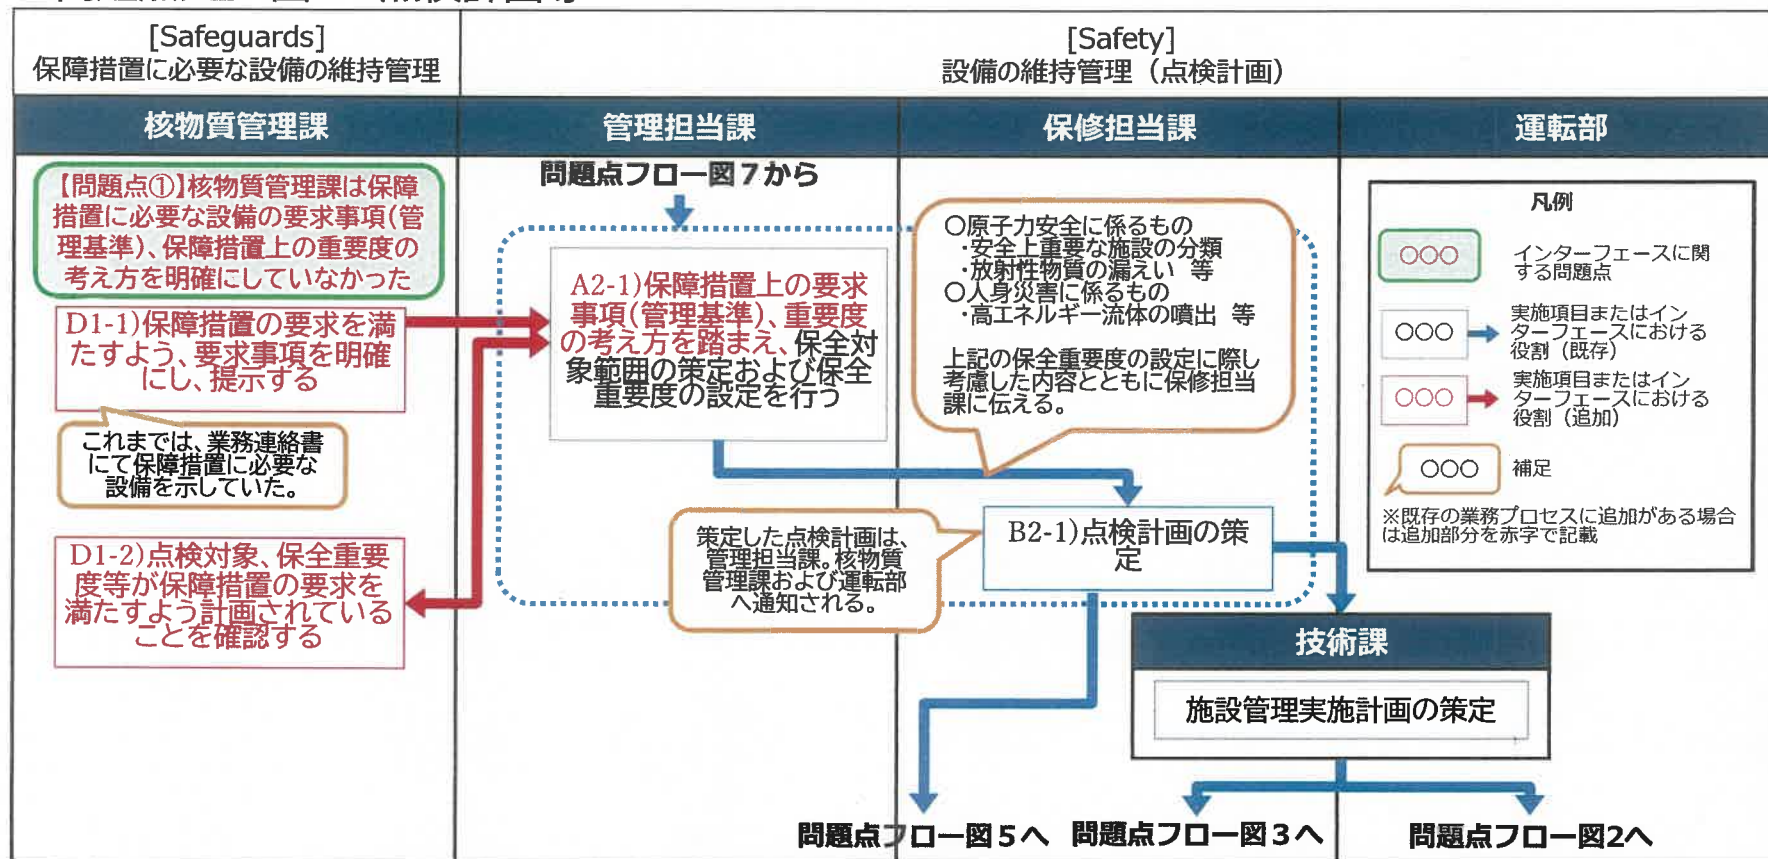 [Safeguards]
保障措置に必要な設備の維持管理
[Safety]
設備の維持管理（点検計画）
核物質管理課
管理担当課
保修担当課
運転部
【問題点①】核物質管理課は保障
措置に必要な設備の要求事項(管
理基準)、保障措置上の重要度の
考え方を明確にしていなかった
D1-1)保障措置の要求を満
たすよう、要求事項を明確
にし、提示する
これまでは、業務連絡書
にて保障措置に必要な
設備を示していた。
D1-2)点検対象、保全重要
度等が保障措置の要求を
満たすよう計画されている
ことを確認する
問題点フロー図７から
A2-1)保障措置上の要求
事項(管理基準)、重要度
の考え方を踏まえ、保全対
象範囲の策定および保全
重要度の設定を行う
〇原子力安全に係るもの
・安全上重要な施設の分類
・放射性物質の漏えい 等
〇人身災害に係るもの
・高エネルギー流体の噴出 等
上記の保全重要度の設定に際し
考慮した内容とともに保修担当
課に伝える。
策定した点検計画は、
管理担当課。核物質
管理課および運転部
へ通知される。
B2-1)点検計画の策
定
技術課
施設管理実施計画の策定
問題点フロー図５へ
問題点フロー図３へ
問題点フロー図2へ
凡例
〇〇〇
インターフェースに関
する問題点
〇〇〇
実施項目またはイン
ターフェースにおける
役割（既存）
〇〇〇
実施項目またはイン
ターフェースにおける
役割（追加）
〇〇〇
補足
※既存の業務プロセスに追加がある場合
は追加部分を赤字で記載